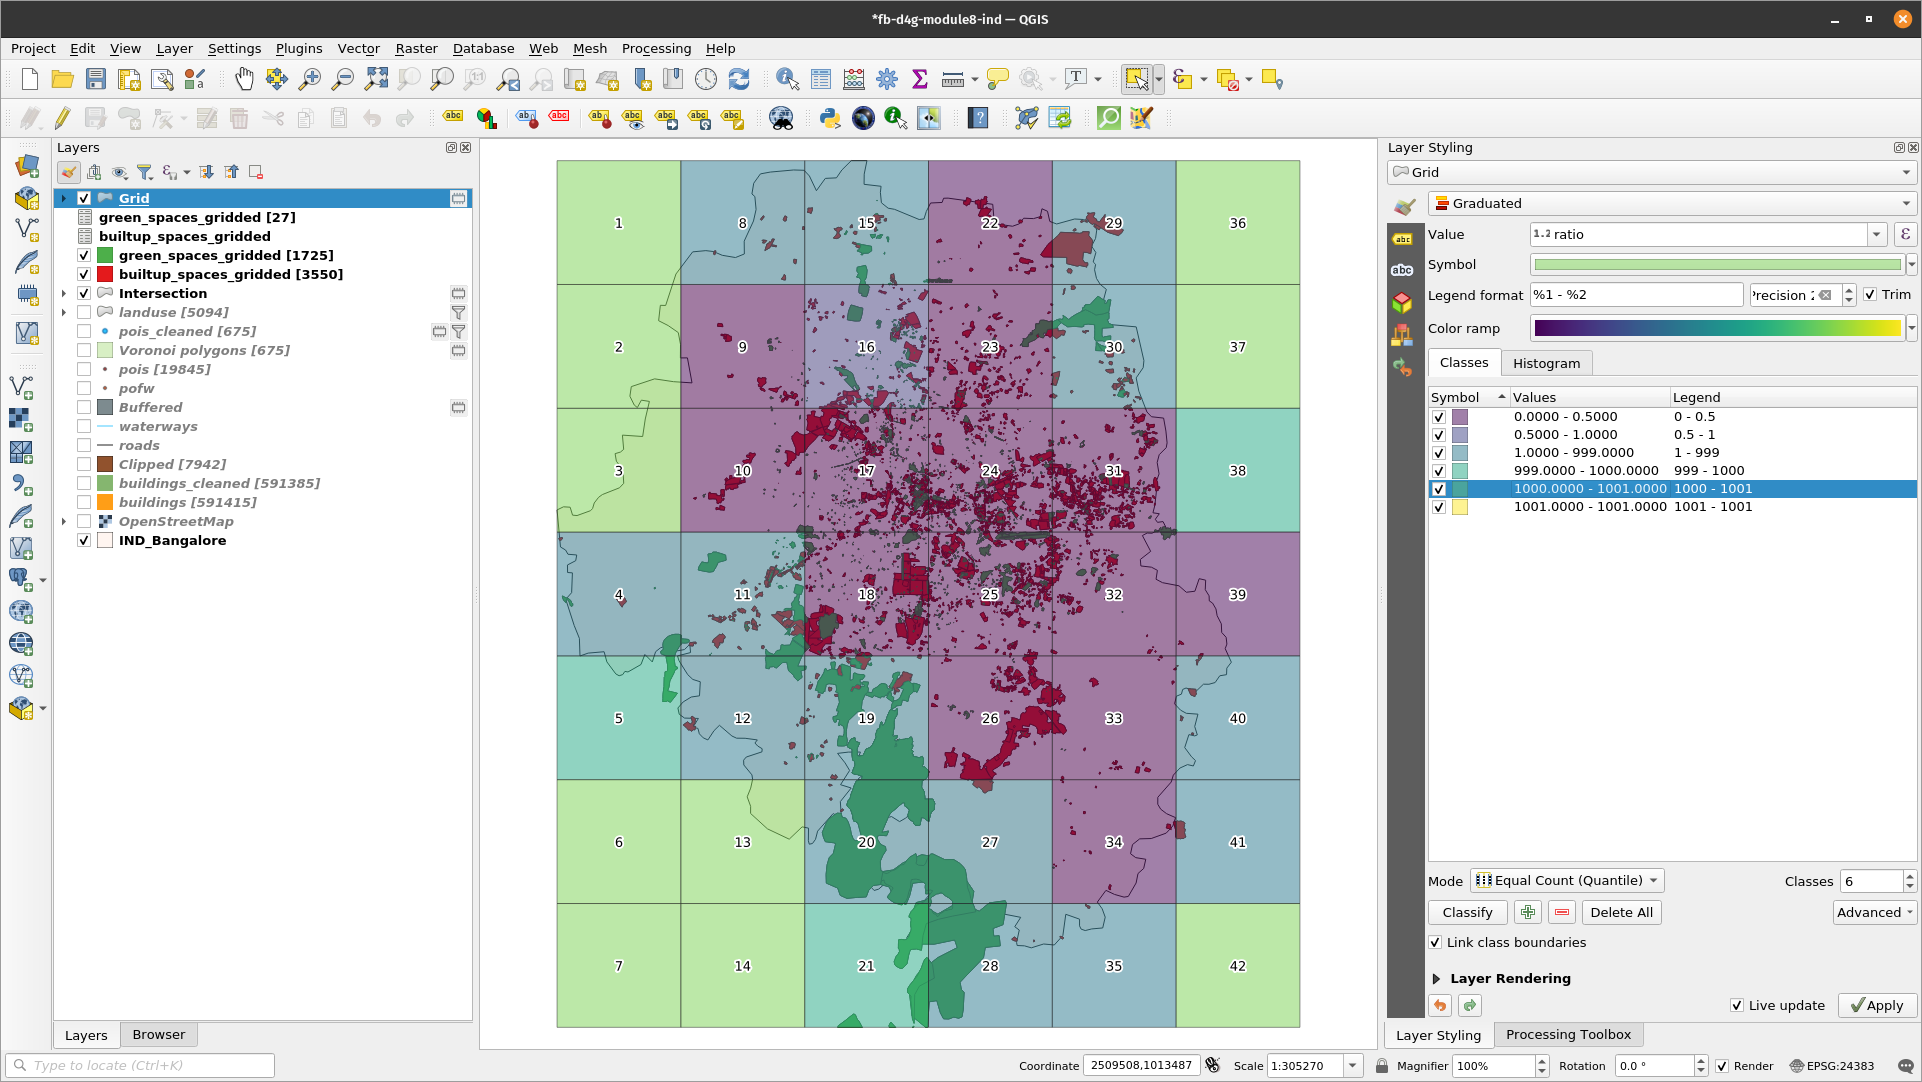 *fb-d4g-module8-ind — QGIS
Project Edit View Layer Settings Plugins Vector Raster Database Web Mesh Processing Help
Layers
Grid
green_spaces_gridded [27]
builtup_spaces_gridded
green_spaces_gridded [1725]
builtup_spaces_gridded [3550]
Intersection
landuse [5094]
pois_cleaned [675]
Voronoi polygons [675]
pois [19845]
pofw
Buffered
waterways
roads
Clipped [7942]
buildings_cleaned [591385]
buildings [591415]
OpenStreetMap
IND_Bangalore
Layers Browser
1 8 15 22 29 36
2 9 16 23 30 37
3 10 17 24 31 38
4 11 18 25 32 39
5 12 19 26 33 40
6 13 20 27 34 41
7 14 21 28 35 42
Layer Styling
Grid
Graduated
Value 1.2 ratio
Symbol
Legend format %1 - %2 Trim
Color ramp
Classes Histogram
Symbol Values Legend
0.0000 - 0.5000 0 - 0.5
0.5000 - 1.0000 0.5 - 1
1.0000 - 999.0000 1 - 999
999.0000 - 1000.0000 999 - 1000
1000.0000 - 1001.0000 1000 - 1001
1001.0000 - 1001.0000 1001 - 1001
Mode Equal Count (Quantile) Classes 6
Classify Delete All Advanced
Link class boundaries
Layer Rendering
Live update Apply
Layer Styling Processing Toolbox
Type to locate (Ctrl+K) Coordinate 2509508,1013487 Scale 1:305270 Magnifier 100% Rotation 0.0 ° Render EPSG:24383